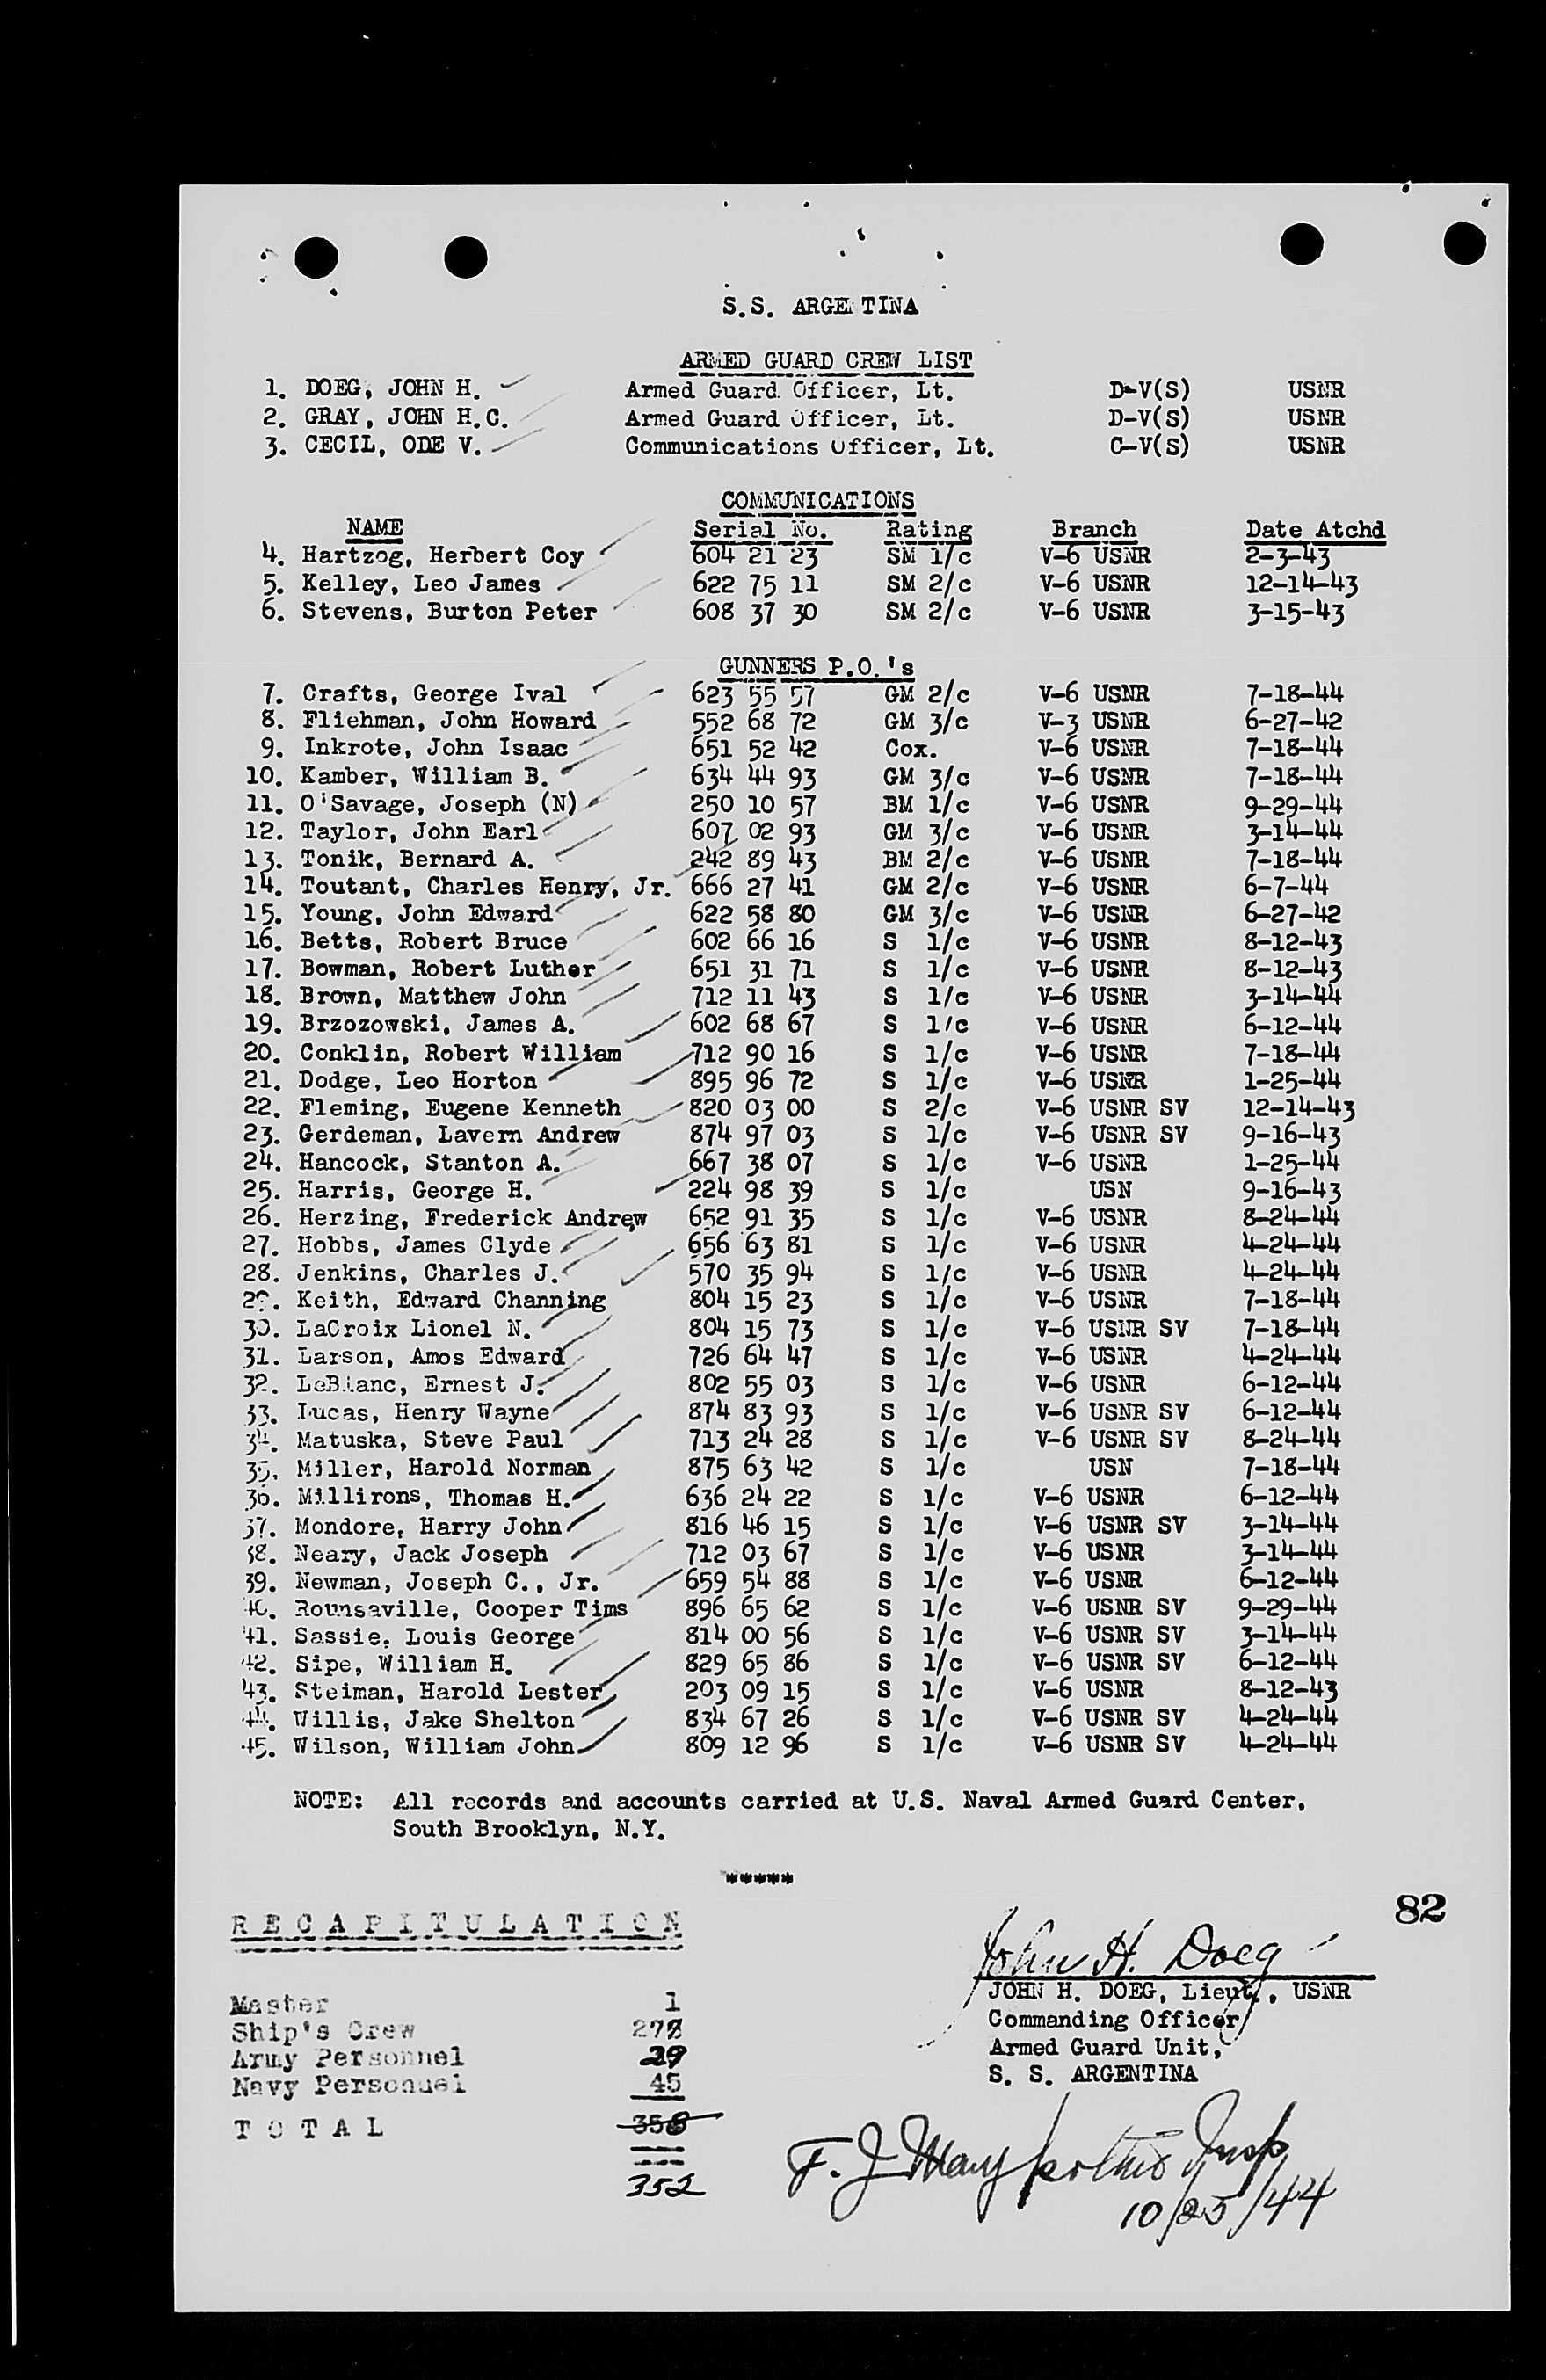 S.S. ARGENTINA
ARMED GUARD CREW LIST
1. DOEG, JOHN H. Armed Guard Officer, Lt. D-V(S) USNR
2. GRAY, JOHN H.C. Armed Guard Officer, Lt. D-V(S) USNR
3. CECIL, ODE V. Communications Officer, Lt. C-V(S) USNR
COMMUNICATIONS
NAME Serial No. Rating Branch Date Atchd
4. Hartzog, Herbert Coy 604 21 23 SM 1/c V-6 USNR 2-3-43
5. Kelley, Leo James 622 75 11 SM 2/c V-6 USNR 12-14-43
6. Stevens, Burton Peter 608 37 30 SM 2/c V-6 USNR 3-15-43
GUNNERS P.O.'s
7. Crafts, George Ival 623 55 57 GM 2/c V-6 USNR 7-18-44
8. Fliehman, John Howard 552 68 72 GM 3/c V-3 USNR 6-27-42
9. Inkrote, John Isaac 651 52 42 Cox. V-6 USNR 7-18-44
10. Kamber, William B. 634 44 93 GM 3/c V-6 USNR 7-18-44
11. O'Savage, Joseph (N) 250 10 57 BM 1/c V-6 USNR 9-29-44
12. Taylor, John Earl 607 02 93 GM 3/c V-6 USNR 3-14-44
13. Tonik, Bernard A. 242 89 43 BM 2/c V-6 USNR 7-18-44
14. Toutant, Charles Henry, Jr. 666 27 41 GM 2/c V-6 USNR 6-7-44
15. Young, John Edward 622 58 80 GM 3/c V-6 USNR 6-27-42
16. Betts, Robert Bruce 602 66 16 S 1/c V-6 USNR 8-12-43
17. Bowman, Robert Luther 651 31 71 S 1/c V-6 USNR 8-12-43
18. Brown, Matthew John 712 11 43 S 1/c V-6 USNR 3-14-44
19. Brzozowski, James A. 602 68 67 S 1/c V-6 USNR 6-12-44
20. Conklin, Robert William 712 90 16 S 1/c V-6 USNR 7-18-44
21. Dodge, Leo Horton 895 96 72 S 1/c V-6 USNR 1-25-44
22. Fleming, Eugene Kenneth 820 03 00 S 2/c V-6 USNR SV 12-14-43
23. Gerdeman, Lavern Andrew 874 97 03 S 1/c V-6 USNR SV 9-16-43
24. Hancock, Stanton A. 667 38 07 S 1/c V-6 USNR 1-25-44
25. Harris, George H. 224 98 39 S 1/c USN 9-16-43
26. Herzing, Frederick Andrew 652 91 35 S 1/c V-6 USNR 8-24-44
27. Hobbs, James Clyde 656 63 81 S 1/c V-6 USNR 4-24-44
28. Jenkins, Charles J. 570 35 94 S 1/c V-6 USNR 4-24-44
29. Keith, Edward Channing 804 15 23 S 1/c V-6 USNR 7-18-44
30. LaCroix Lionel N. 804 15 73 S 1/c V-6 USNR SV 7-18-44
31. Larson, Amos Edward 726 64 47 S 1/c V-6 USNR 4-24-44
32. LeBlanc, Ernest J. 802 55 03 S 1/c V-6 USNR 6-12-44
33. Lucas, Henry Wayne 874 83 93 S 1/c V-6 USNR SV 6-12-44
34. Matuska, Steve Paul 713 24 28 S 1/c V-6 USNR SV 8-24-44
35. Miller, Harold Norman 875 63 42 S 1/c USN 7-18-44
36. Millirons, Thomas H. 636 24 22 S 1/c V-6 USNR 6-12-44
37. Mondore, Harry John 816 46 15 S 1/c V-6 USNR SV 3-14-44
38. Neary, Jack Joseph 712 03 67 S 1/c V-6 USNR 3-14-44
39. Newman, Joseph C., Jr. 659 54 88 S 1/c V-6 USNR 6-12-44
40. Rounsaville, Cooper Tims 896 65 62 S 1/c V-6 USNR SV 9-29-44
41. Sassie, Louis George 814 00 56 S 1/c V-6 USNR SV 3-14-44
42. Sipe, William H. 829 65 86 S 1/c V-6 USNR SV 6-12-44
43. Steiman, Harold Lester 203 09 15 S 1/c V-6 USNR 8-12-43
44. Willis, Jake Shelton 834 67 26 S 1/c V-6 USNR SV 4-24-44
45. Wilson, William John 809 12 96 S 1/c V-6 USNR SV 4-24-44
NOTE: All records and accounts carried at U.S. Naval Armed Guard Center,
South Brooklyn, N.Y.
*****
82
RECAPITULATION
Master 1
Ship's Crew 278
Army Personnel 29
Navy Personnel 45
TOTAL 358
352
John H. Doeg
JOHN H. DOEG, Lieut., USNR
Commanding Officer
Armed Guard Unit,
S. S. ARGENTINA
F. J. Insp
10/25/44